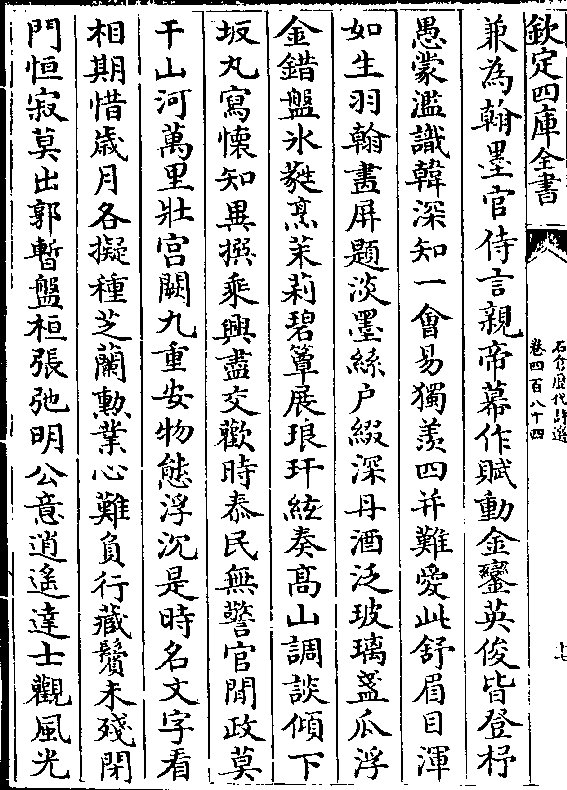 欽定四庫全書
石倉歷代詩選
卷四百八十四
七
兼為翰墨官侍言親帝幕作賦動金鑾英俊皆登杼
愚蒙濫識韓深知一會易獨羨四并難愛此舒眉目渾
如生羽翰畫屏題淡墨絲户綴深丹酒泛玻璃盞瓜浮
金錯盤氷蕤烹茉莉碧簟展琅玕絃奏髙山調談傾下
坂丸寫懐知異撰乘興盡交歡時泰民無警官閒政莫
干山河萬里壯宫闕九重安物態浮沉是時名文字看
相期惜歳月各擬種芝蘭勲業心難負行藏鬢未殘閉
門恒寂莫出郭暫盤桓張弛明公意逍遙達士觀風光